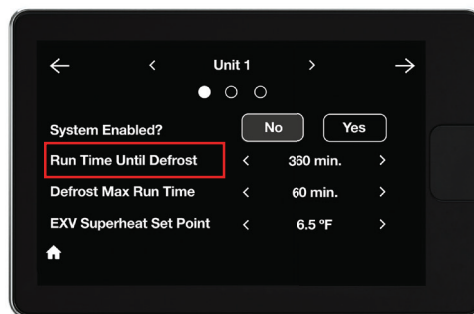 Unit 1
System Enabled? No Yes
Run Time Until Defrost 360 min.
Defrost Max Run Time 60 min.
EXV Superheat Set Point 6.5 ºF